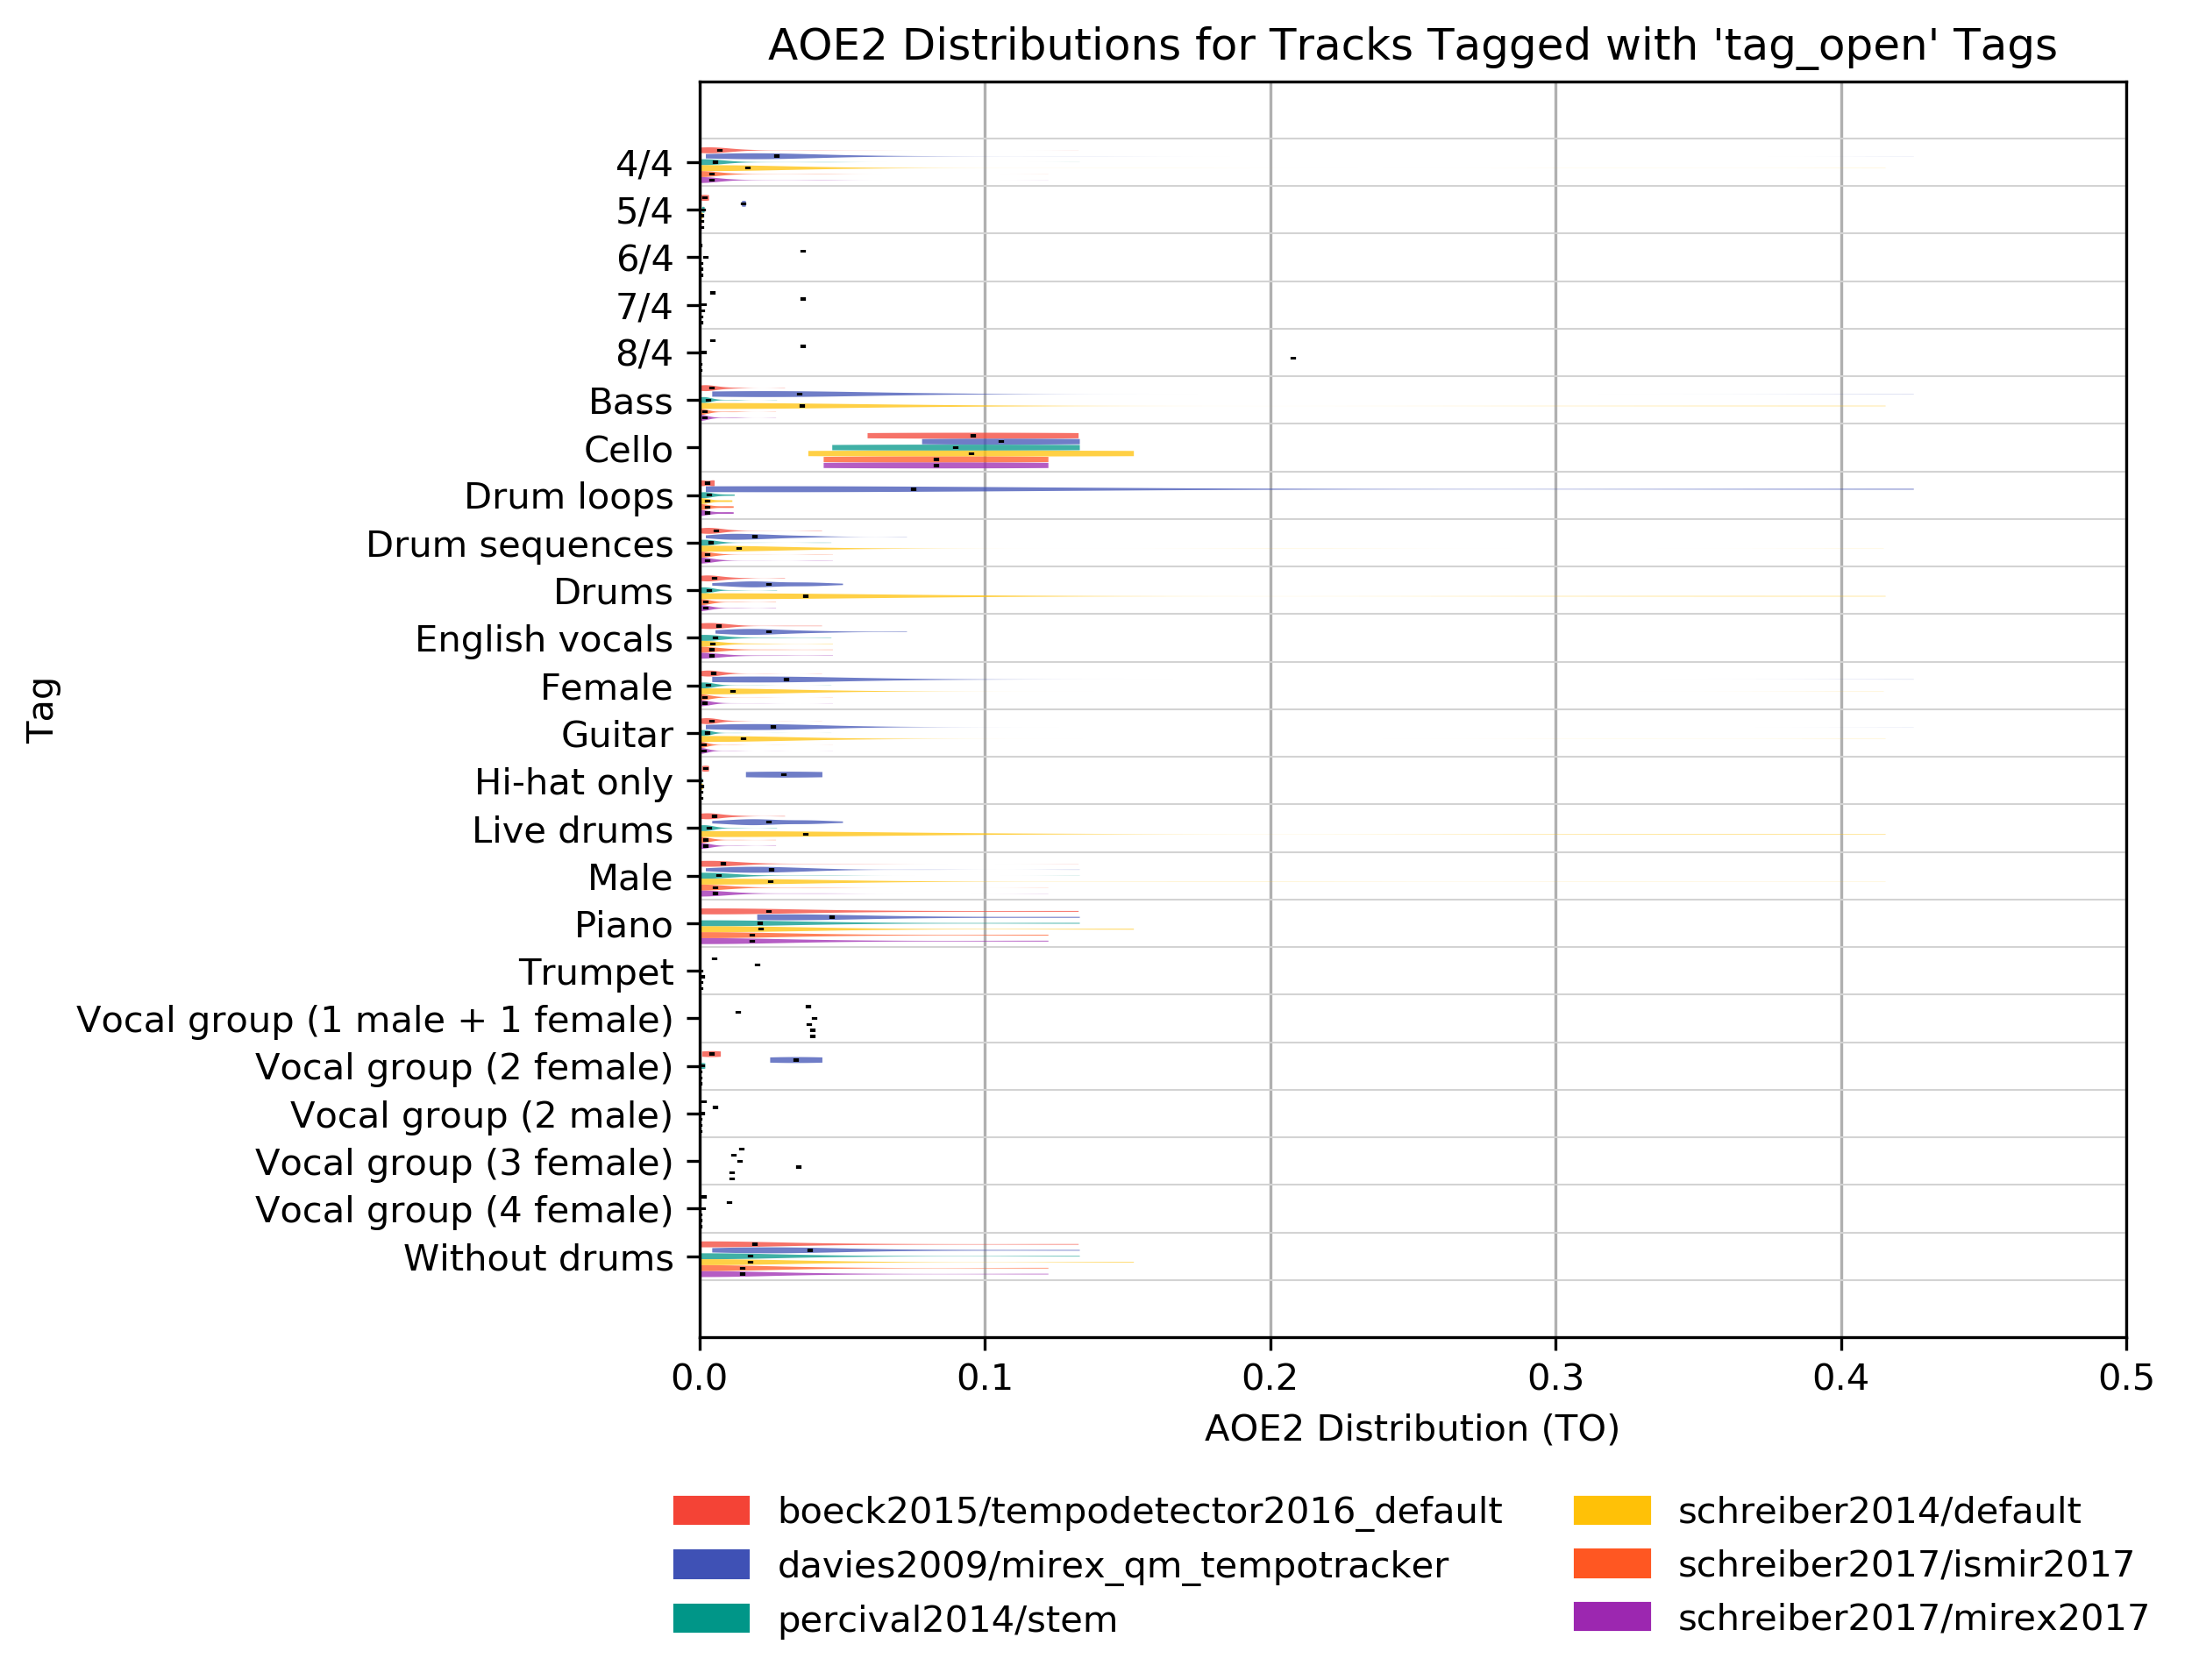 AOE2 Distributions for Tracks Tagged with 'tag_open' Tags
Tag
4/4
5/4
6/4
7/4
8/4
Bass
Cello
Drum loops
Drum sequences
Drums
English vocals
Female
Guitar
Hi-hat only
Live drums
Male
Piano
Trumpet
Vocal group (1 male + 1 female)
Vocal group (2 female)
Vocal group (2 male)
Vocal group (3 female)
Vocal group (4 female)
Without drums
0.0 0.1 0.2 0.3 0.4 0.5
AOE2 Distribution (TO)
boeck2015/tempodetector2016_default
davies2009/mirex_qm_tempotracker
percival2014/stem
schreiber2014/default
schreiber2017/ismir2017
schreiber2017/mirex2017